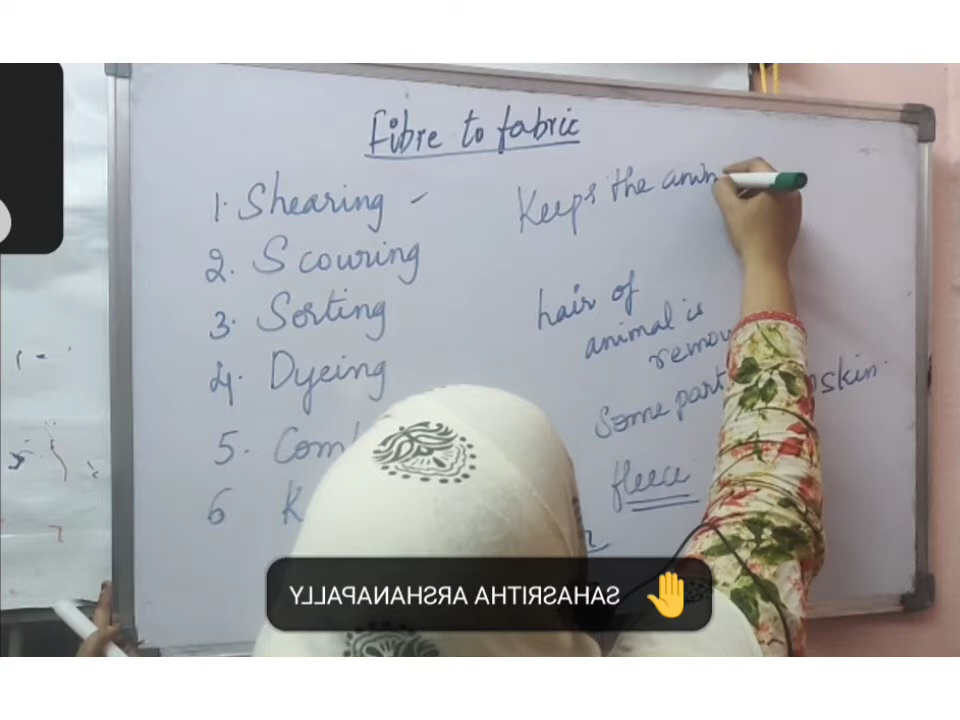 Fibre to fabric
1. Shearing -
2. Scouring
3. Sorting
4. Dyeing
5. Com
6 K
Keeps the anim
hair of
animal is
remov
Some part skin.
fleece
SAHASRITHA ARSHANAPALLY